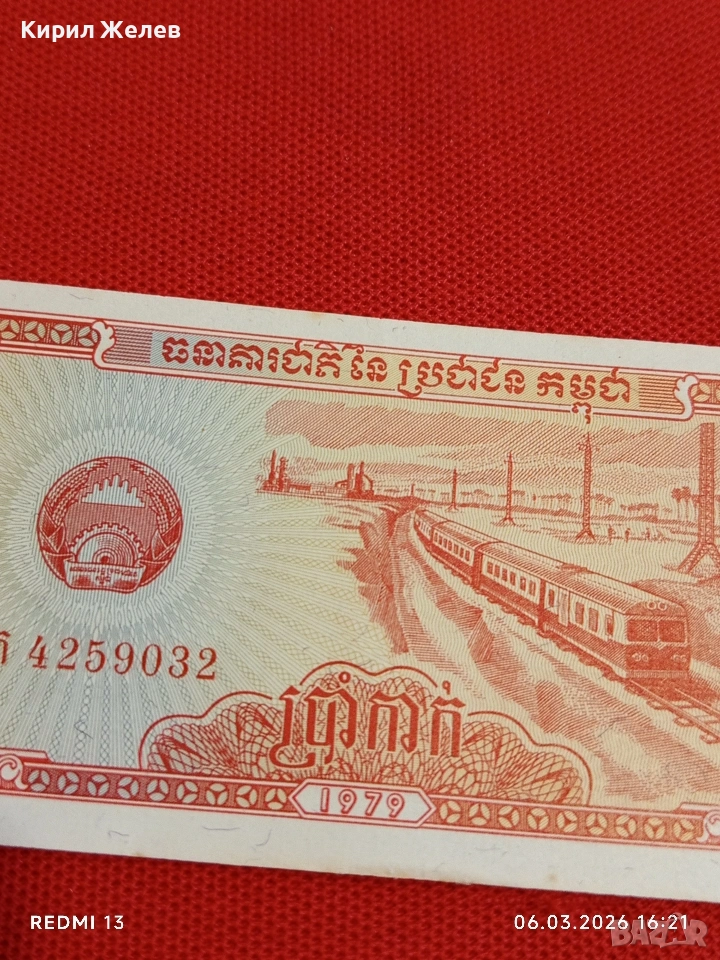 Кирил Желев
ធនាគារជាតិ នៃ ប្រជាជន កម្ពុជា
4259032
ប្រាំកាក់
1979
REDMI 13
06.03.2026 16:21
BAZAR